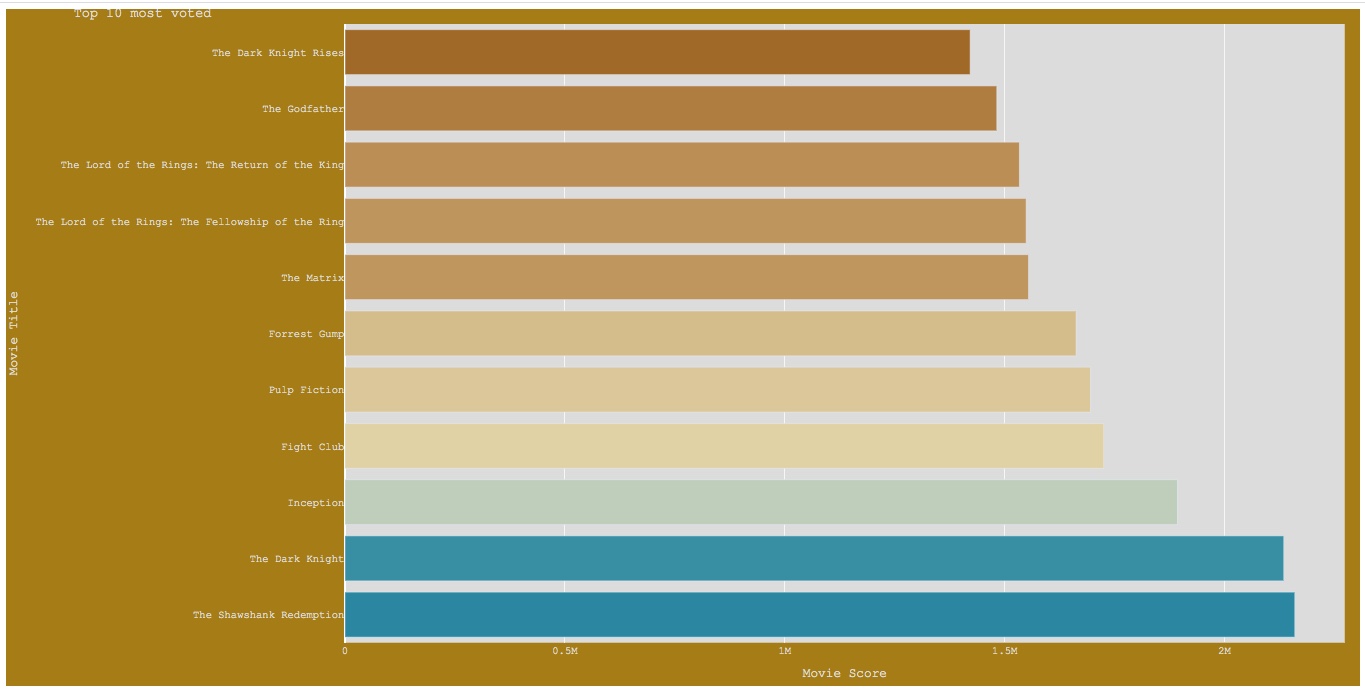 Top 10 most voted
The Dark Knight Rises
The Godfather
The Lord of the Rings: The Return of the King
The Lord of the Rings: The Fellowship of the Ring
The Matrix
Forrest Gump
Pulp Fiction
Fight Club
Inception
The Dark Knight
The Shawshank Redemption
Movie Title
0 0.5M 1M 1.5M 2M
Movie Score